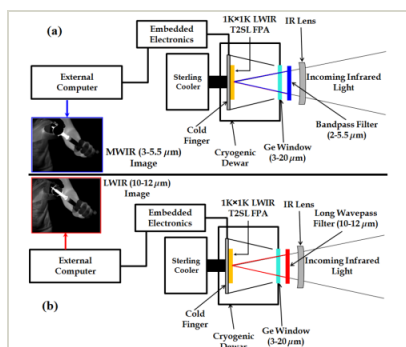 (a)
Embedded
Electronics
1K×1K LWIR
T2SL FPA
IR Lens
External
Computer
Sterling
Cooler
Incoming Infrared
Light
Cold
Finger
Cryogenic
Dewar
Ge Window
(3-20 μm)
Bandpass Filter
(2-5.5 μm)
MWIR (3-5.5 μm)
Image
LWIR (10-12 μm)
Image
Embedded
Electronics
1K×1K LWIR
T2SL FPA
IR Lens
Long Wavepass
Filter (10-12 μm)
External
Computer
Sterling
Cooler
Incoming Infrared
Light
(b)
Cold
Finger
Cryogenic
Dewar
Ge Window
(3-20 μm)